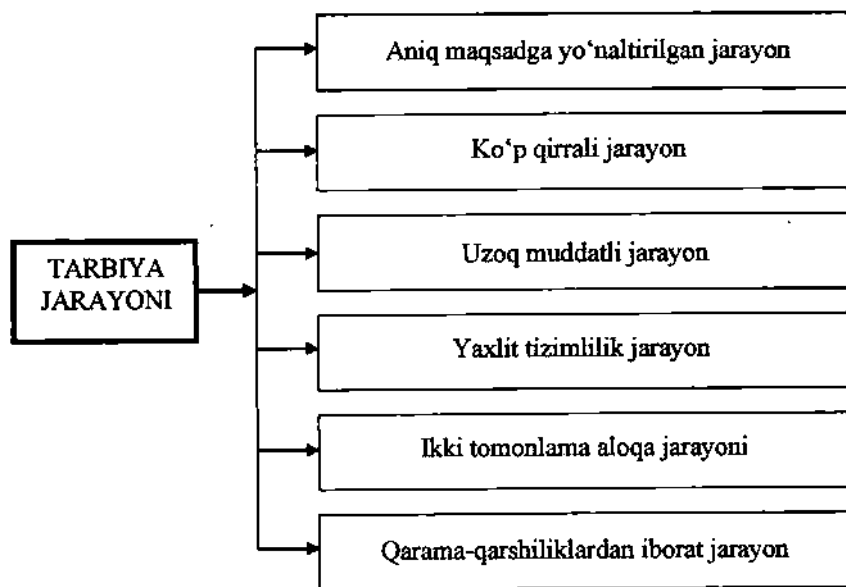 Aniq maqsadga yo‘naltirilgan jarayon
Ko‘p qirrali jarayon
Uzoq muddatli jarayon
TARBIYA
JARAYONI
Yaxlit tizimlilik jarayon
Ikki tomonlama aloqa jarayoni
Qarama-qarshiliklardan iborat jarayon